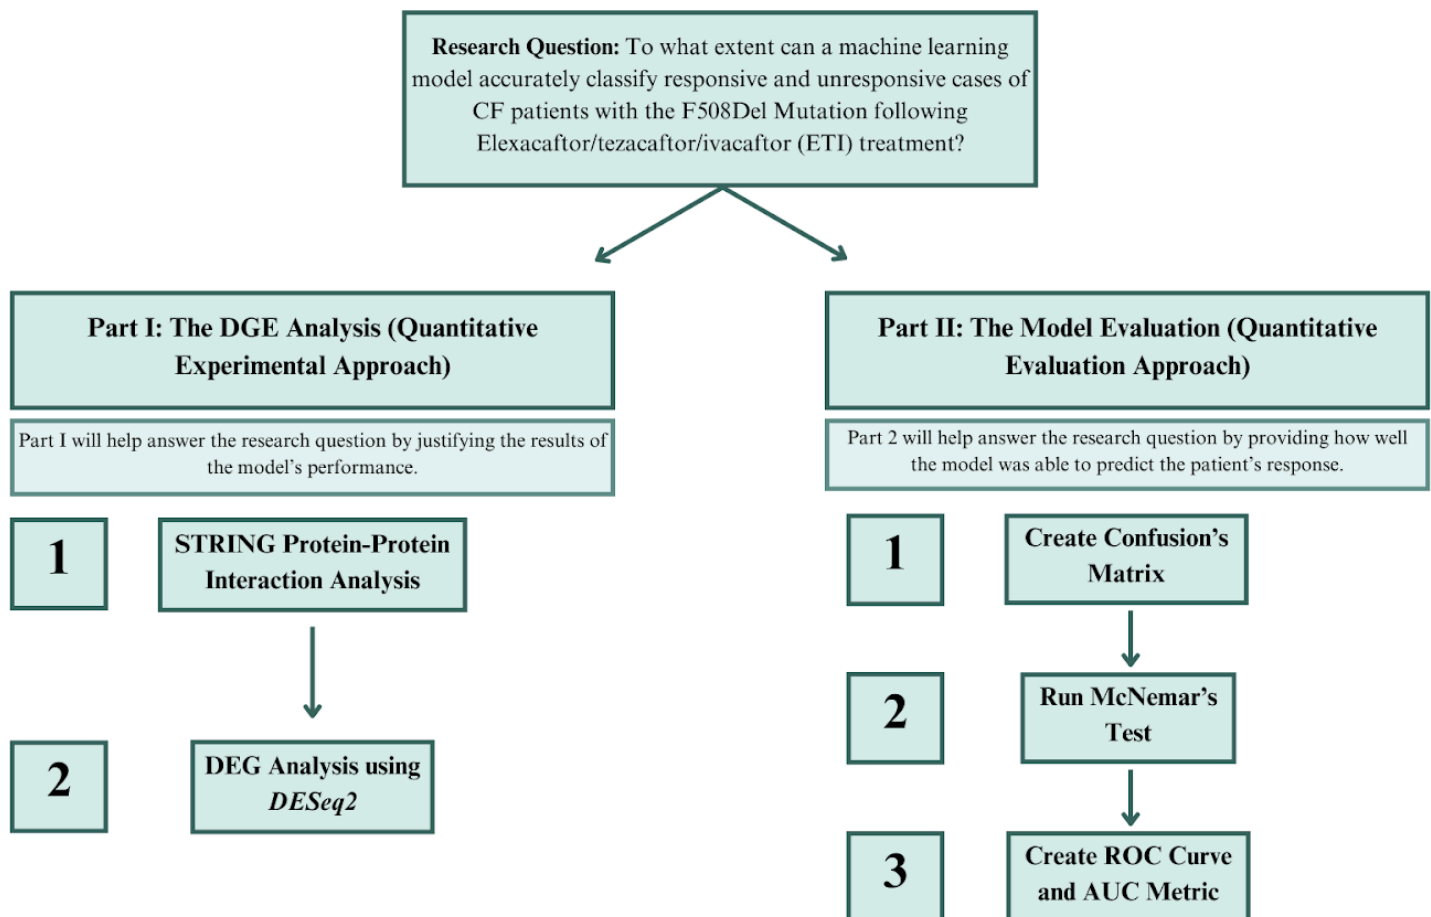 Research Question: To what extent can a machine learning
model accurately classify responsive and unresponsive cases of
CF patients with the F508Del Mutation following
Elexacaftor/tezacaftor/ivacaftor (ETI) treatment?
Part I: The DGE Analysis (Quantitative
Experimental Approach)
Part I will help answer the research question by justifying the results of
the model's performance.
1
STRING Protein-Protein
Interaction Analysis
2
DEG Analysis using
DESeq2
Part II: The Model Evaluation (Quantitative
Evaluation Approach)
Part 2 will help answer the research question by providing how well
the model was able to predict the patient's response.
1
Create Confusion's
Matrix
2
Run McNemar's
Test
3
Create ROC Curve
and AUC Metric